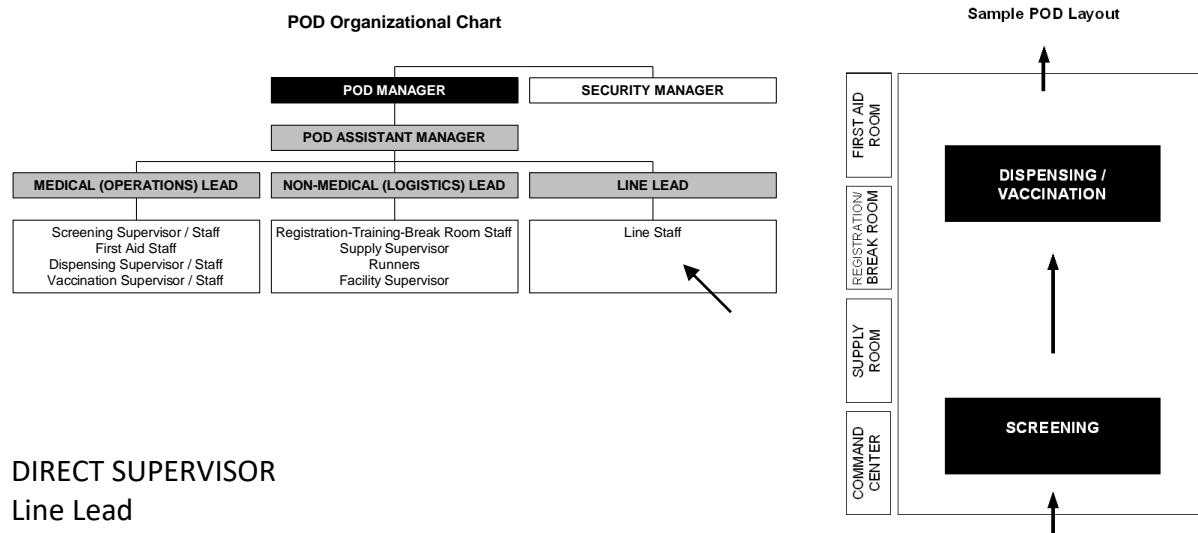 POD Organizational Chart
POD MANAGER
SECURITY MANAGER
POD ASSISTANT MANAGER
MEDICAL (OPERATIONS) LEAD
NON-MEDICAL (LOGISTICS) LEAD
LINE LEAD
Screening Supervisor / Staff
First Aid Staff
Dispensing Supervisor / Staff
Vaccination Supervisor / Staff
Registration-Training-Break Room Staff
Supply Supervisor
Runners
Facility Supervisor
Line Staff
DIRECT SUPERVISOR
Line Lead
Sample POD Layout
FIRST AID
ROOM
DISPENSING /
VACCINATION
REGISTRATION/
BREAK ROOM
SUPPLY
ROOM
SCREENING
COMMAND
CENTER